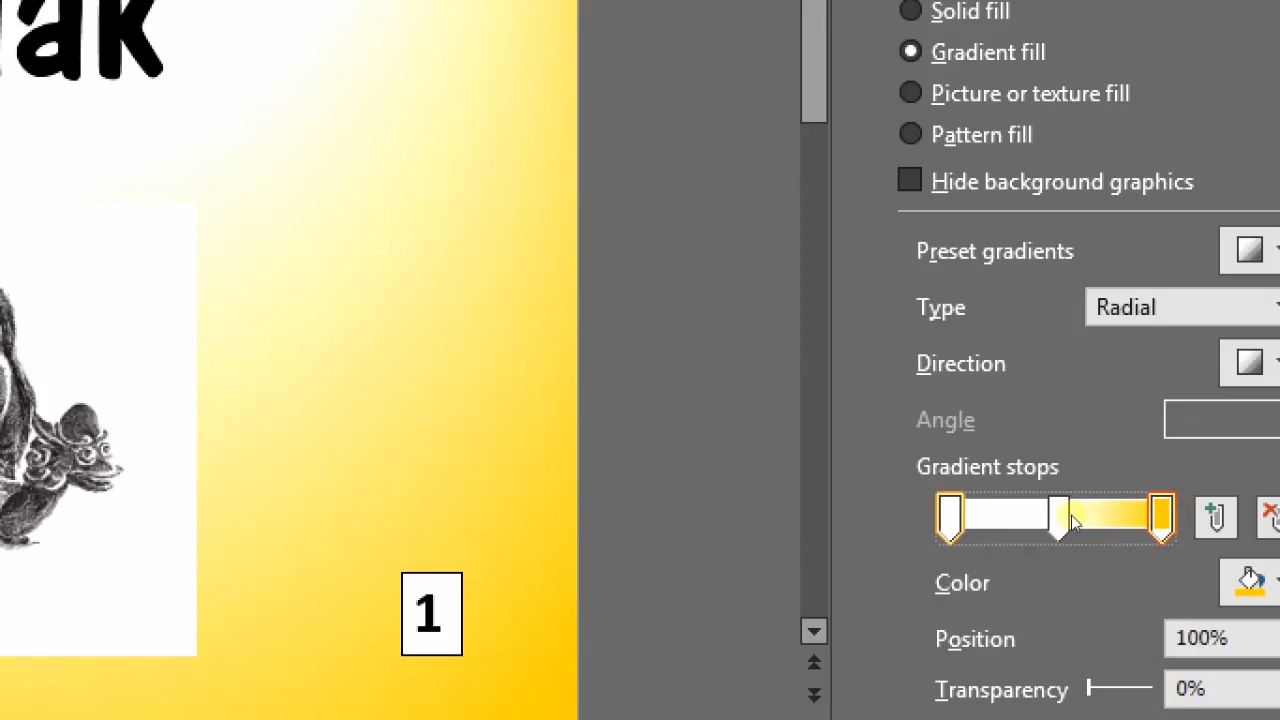 Solid fill
Gradient fill
Picture or texture fill
Pattern fill
Hide background graphics
Preset gradients
Type Radial
Direction
Angle
Gradient stops
Color
Position 100%
Transparency 0%
1